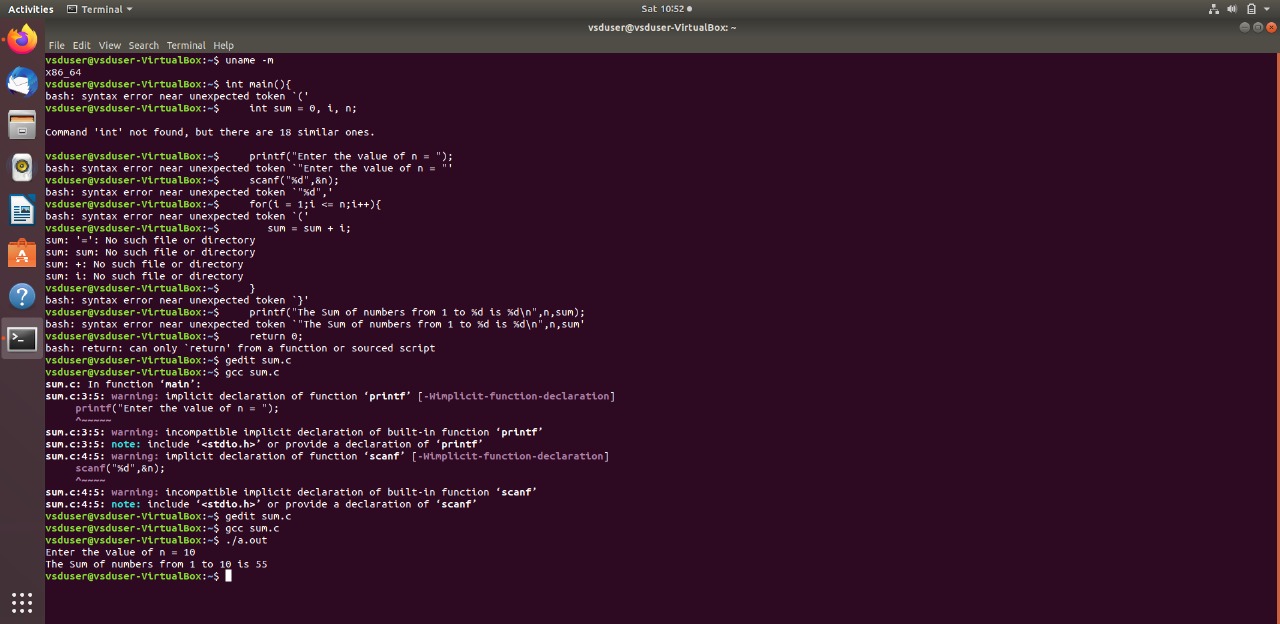 Activities Terminal Sat 10:52
vsduser@vsduser-VirtualBox: ~
File Edit View Search Terminal Help
vsduser@vsduser-VirtualBox:~$ uname -m
x86_64
vsduser@vsduser-VirtualBox:~$ int main(){
bash: syntax error near unexpected token `('
vsduser@vsduser-VirtualBox:~$     int sum = 0, i, n;
Command 'int' not found, but there are 18 similar ones.
vsduser@vsduser-VirtualBox:~$     printf("Enter the value of n = ");
bash: syntax error near unexpected token `"Enter the value of n = "'
vsduser@vsduser-VirtualBox:~$     scanf("%d",&n);
bash: syntax error near unexpected token `"%d",'
vsduser@vsduser-VirtualBox:~$     for(i = 1;i <= n;i++){
bash: syntax error near unexpected token `('
vsduser@vsduser-VirtualBox:~$        sum = sum + i;
sum: '=': No such file or directory
sum: sum: No such file or directory
sum: +: No such file or directory
sum: i: No such file or directory
vsduser@vsduser-VirtualBox:~$     }
bash: syntax error near unexpected token `}'
vsduser@vsduser-VirtualBox:~$     printf("The Sum of numbers from 1 to %d is %d\n",n,sum);
bash: syntax error near unexpected token `"The Sum of numbers from 1 to %d is %d\n",n,sum'
vsduser@vsduser-VirtualBox:~$     return 0;
bash: return: can only `return' from a function or sourced script
vsduser@vsduser-VirtualBox:~$ gedit sum.c
vsduser@vsduser-VirtualBox:~$ gcc sum.c
sum.c: In function ‘main’:
sum.c:3:5: warning: implicit declaration of function ‘printf’ [-Wimplicit-function-declaration]
     printf("Enter the value of n = ");
     ^~~~~~
sum.c:3:5: warning: incompatible implicit declaration of built-in function ‘printf’
sum.c:3:5: note: include ‘<stdio.h>’ or provide a declaration of ‘printf’
sum.c:4:5: warning: implicit declaration of function ‘scanf’ [-Wimplicit-function-declaration]
     scanf("%d",&n);
     ^~~~~
sum.c:4:5: warning: incompatible implicit declaration of built-in function ‘scanf’
sum.c:4:5: note: include ‘<stdio.h>’ or provide a declaration of ‘scanf’
vsduser@vsduser-VirtualBox:~$ gedit sum.c
vsduser@vsduser-VirtualBox:~$ gcc sum.c
vsduser@vsduser-VirtualBox:~$ ./a.out
Enter the value of n = 10
The Sum of numbers from 1 to 10 is 55
vsduser@vsduser-VirtualBox:~$